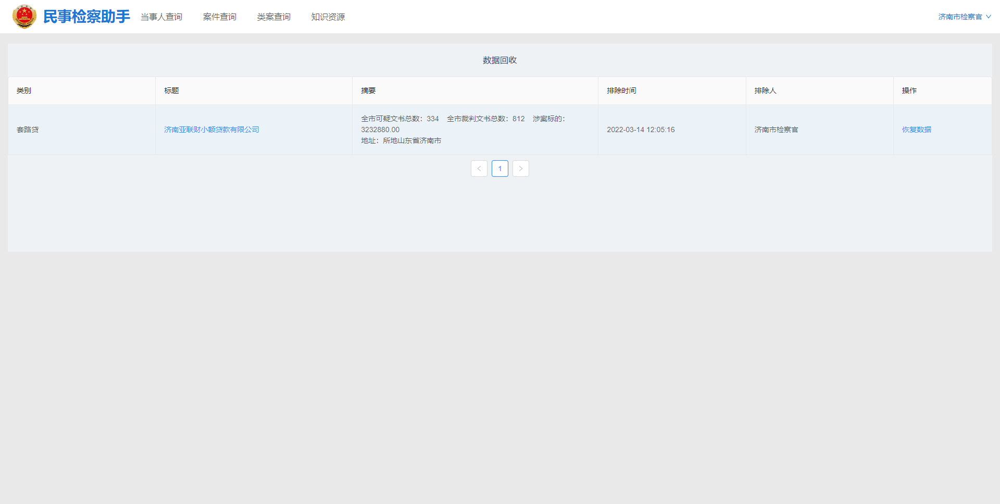 民事检察助手 当事人查询 案件查询 类案查询 知识资源 济南市检察官
数据回收
类别 标题 摘要 排除时间 排除人 操作
套路贷 济南亚联财小额贷款有限公司 全市可疑文书总数：334 全市裁判文书总数：812 涉案标的：
3232880.00
地址：所地山东省济南市 2022-03-14 12:05:16 济南市检察官 恢复数据
1